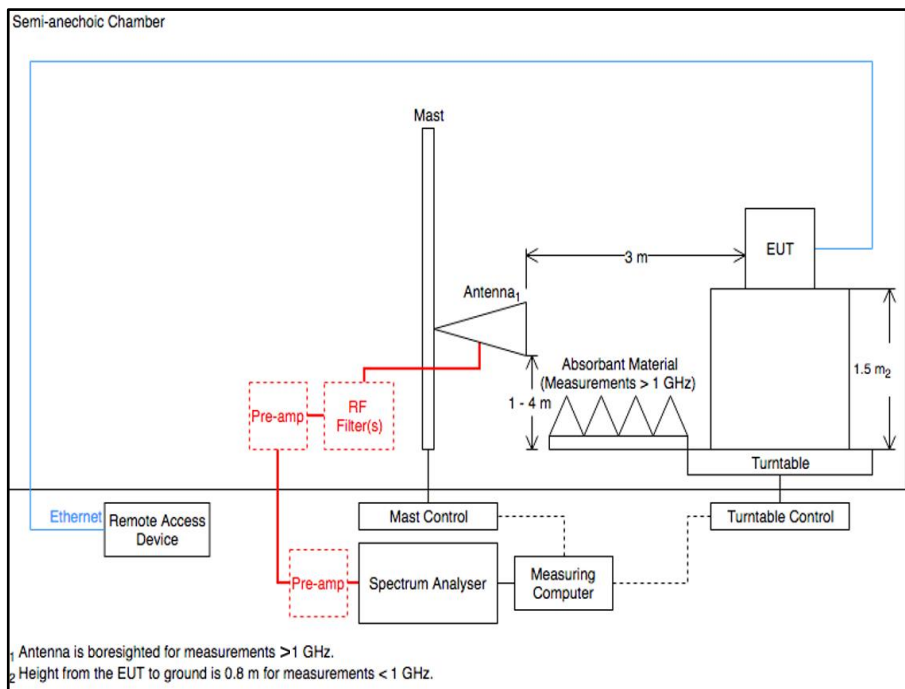 Semi-anechoic Chamber
Mast
EUT
3 m
Antenna1
Absorbant Material
(Measurements > 1 GHz)
1.5 m2
1 - 4 m
Pre-amp
RF
Filter(s)
Turntable
Ethernet
Remote Access
Device
Mast Control
Turntable Control
Pre-amp
Spectrum Analyser
Measuring
Computer
1 Antenna is boresighted for measurements >1 GHz.
2 Height from the EUT to ground is 0.8 m for measurements < 1 GHz.